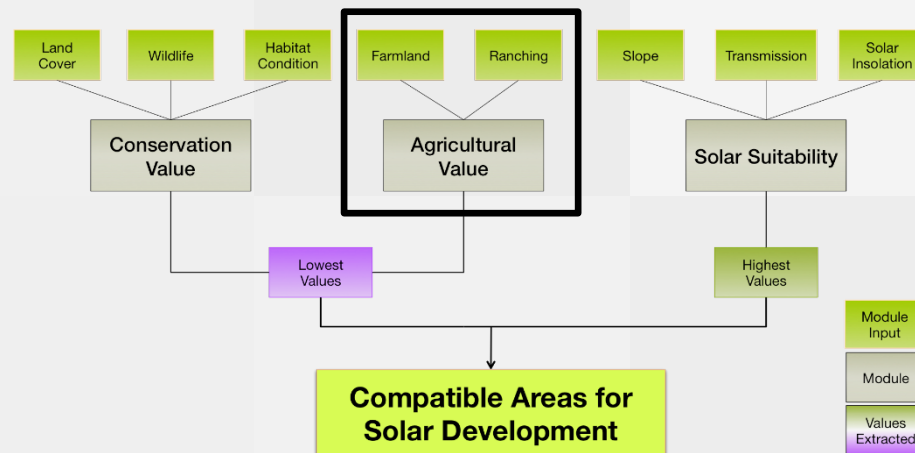 Land
Cover
Wildlife
Habitat
Condition
Farmland
Ranching
Slope
Transmission
Solar
Insolation
Conservation
Value
Agricultural
Value
Solar Suitability
Lowest
Values
Highest
Values
Module
Input
Module
Values
Extracted
Compatible Areas for
Solar Development